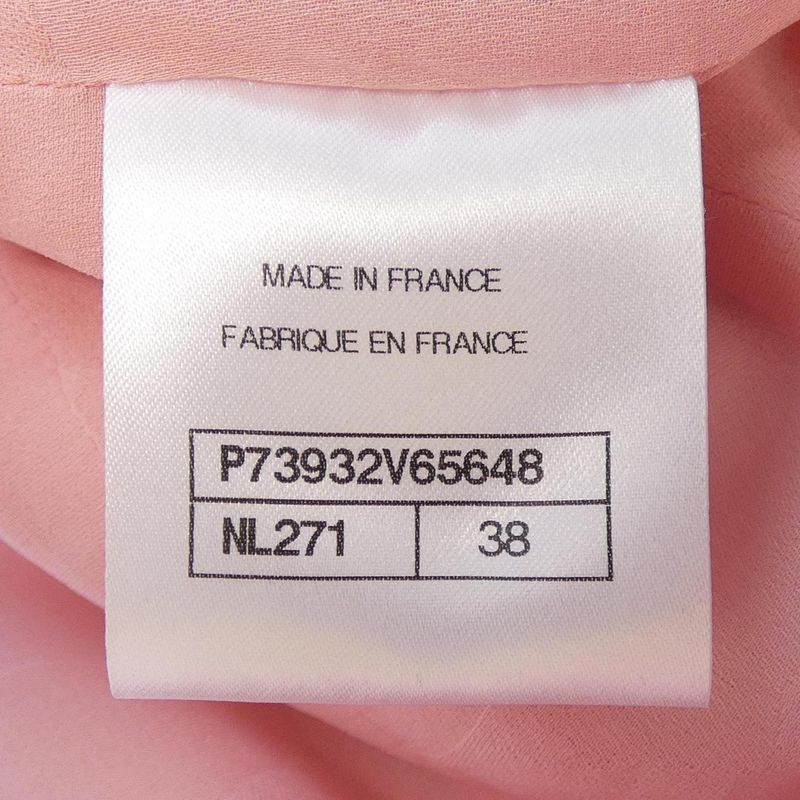 MADE IN FRANCE
FABRIQUE EN FRANCE
P73932V65648
NL271 38